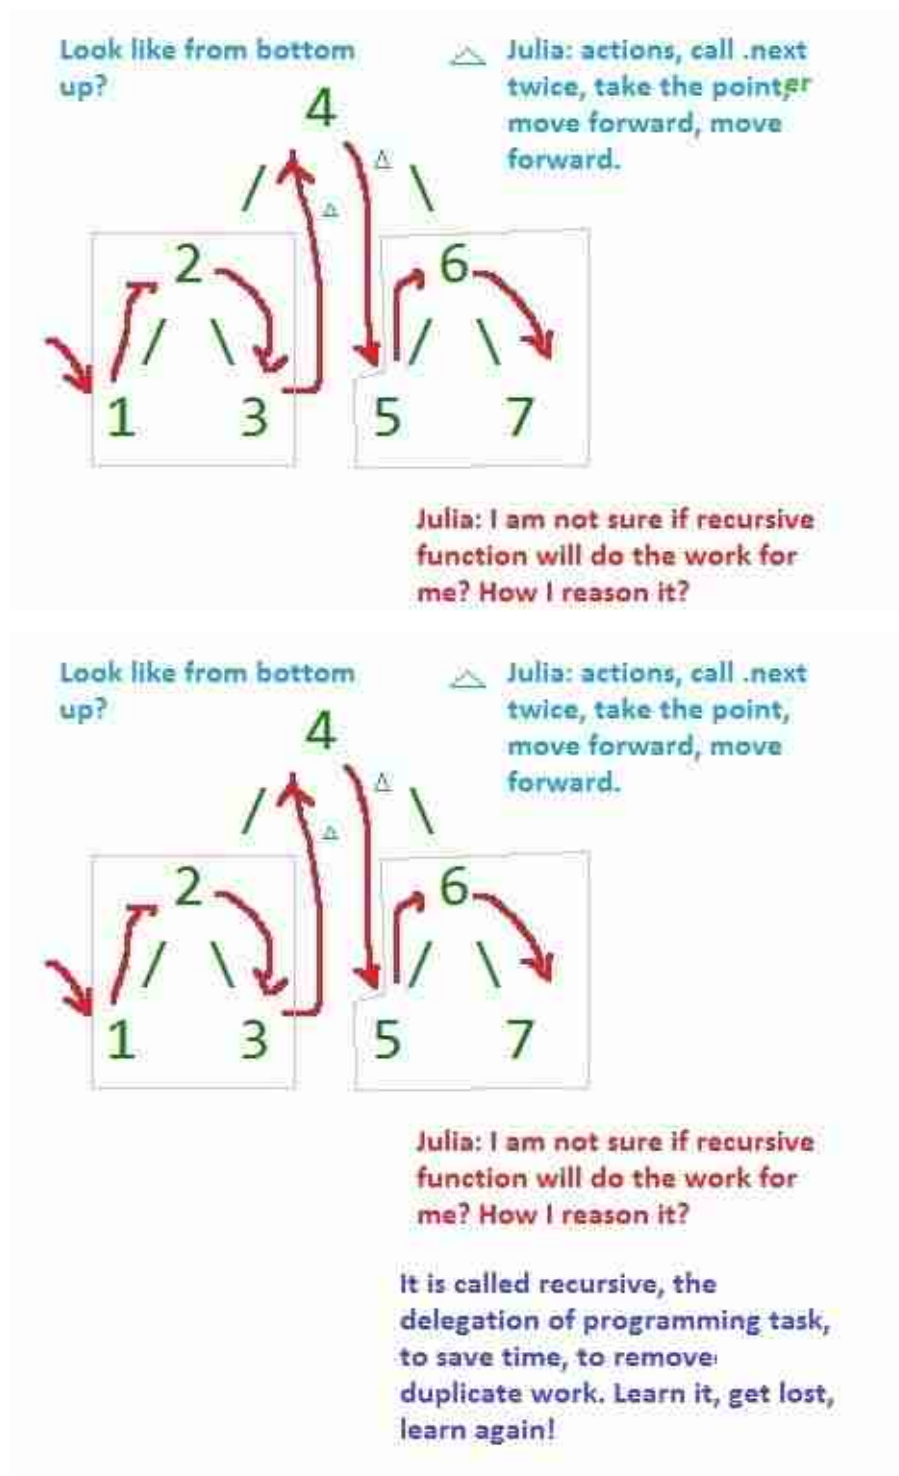 Look like from bottom
up?
Julia: actions, call .next
twice, take the pointer
move forward, move
forward.
4
2 6
1 3 5 7
Julia: I am not sure if recursive
function will do the work for
me? How I reason it?
Look like from bottom
up?
Julia: actions, call .next
twice, take the point,
move forward, move
forward.
4
2 6
1 3 5 7
Julia: I am not sure if recursive
function will do the work for
me? How I reason it?
It is called recursive, the
delegation of programming task,
to save time, to remove
duplicate work. Learn it, get lost,
learn again!